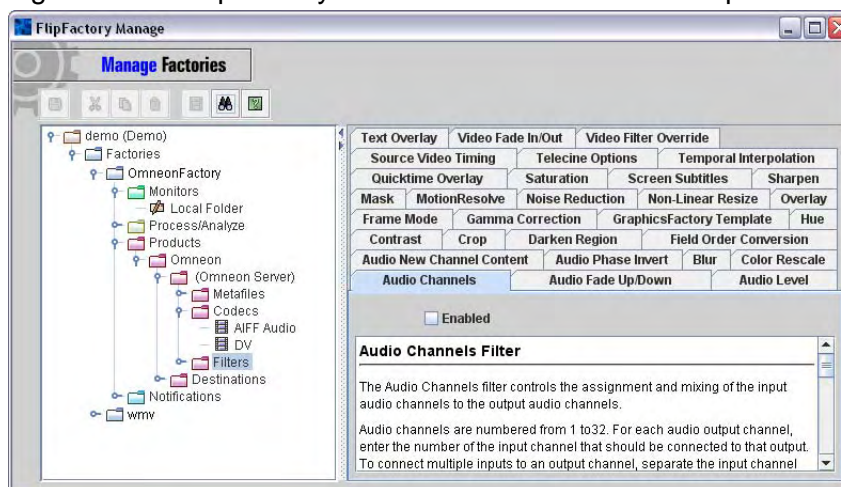 FlipFactory Manage
Manage Factories
demo (Demo)
Factories
OmneonFactory
Monitors
Local Folder
Process/Analyze
Products
Omneon
(Omneon Server)
Metafiles
Codecs
AIFF Audio
DV
Filters
Destinations
Notifications
wmv
Text Overlay Video Fade In/Out Video Filter Override
Source Video Timing Telecine Options Temporal Interpolation
Quicktime Overlay Saturation Screen Subtitles Sharpen
Mask MotionResolve Noise Reduction Non-Linear Resize Overlay
Frame Mode Gamma Correction GraphicsFactory Template Hue
Contrast Crop Darken Region Field Order Conversion
Audio New Channel Content Audio Phase Invert Blur Color Rescale
Audio Channels Audio Fade Up/Down Audio Level
Enabled
Audio Channels Filter
The Audio Channels filter controls the assignment and mixing of the input
audio channels to the output audio channels.
Audio channels are numbered from 1 to32. For each audio output channel,
enter the number of the input channel that should be connected to that output.
To connect multiple inputs to an output channel, separate the input channel